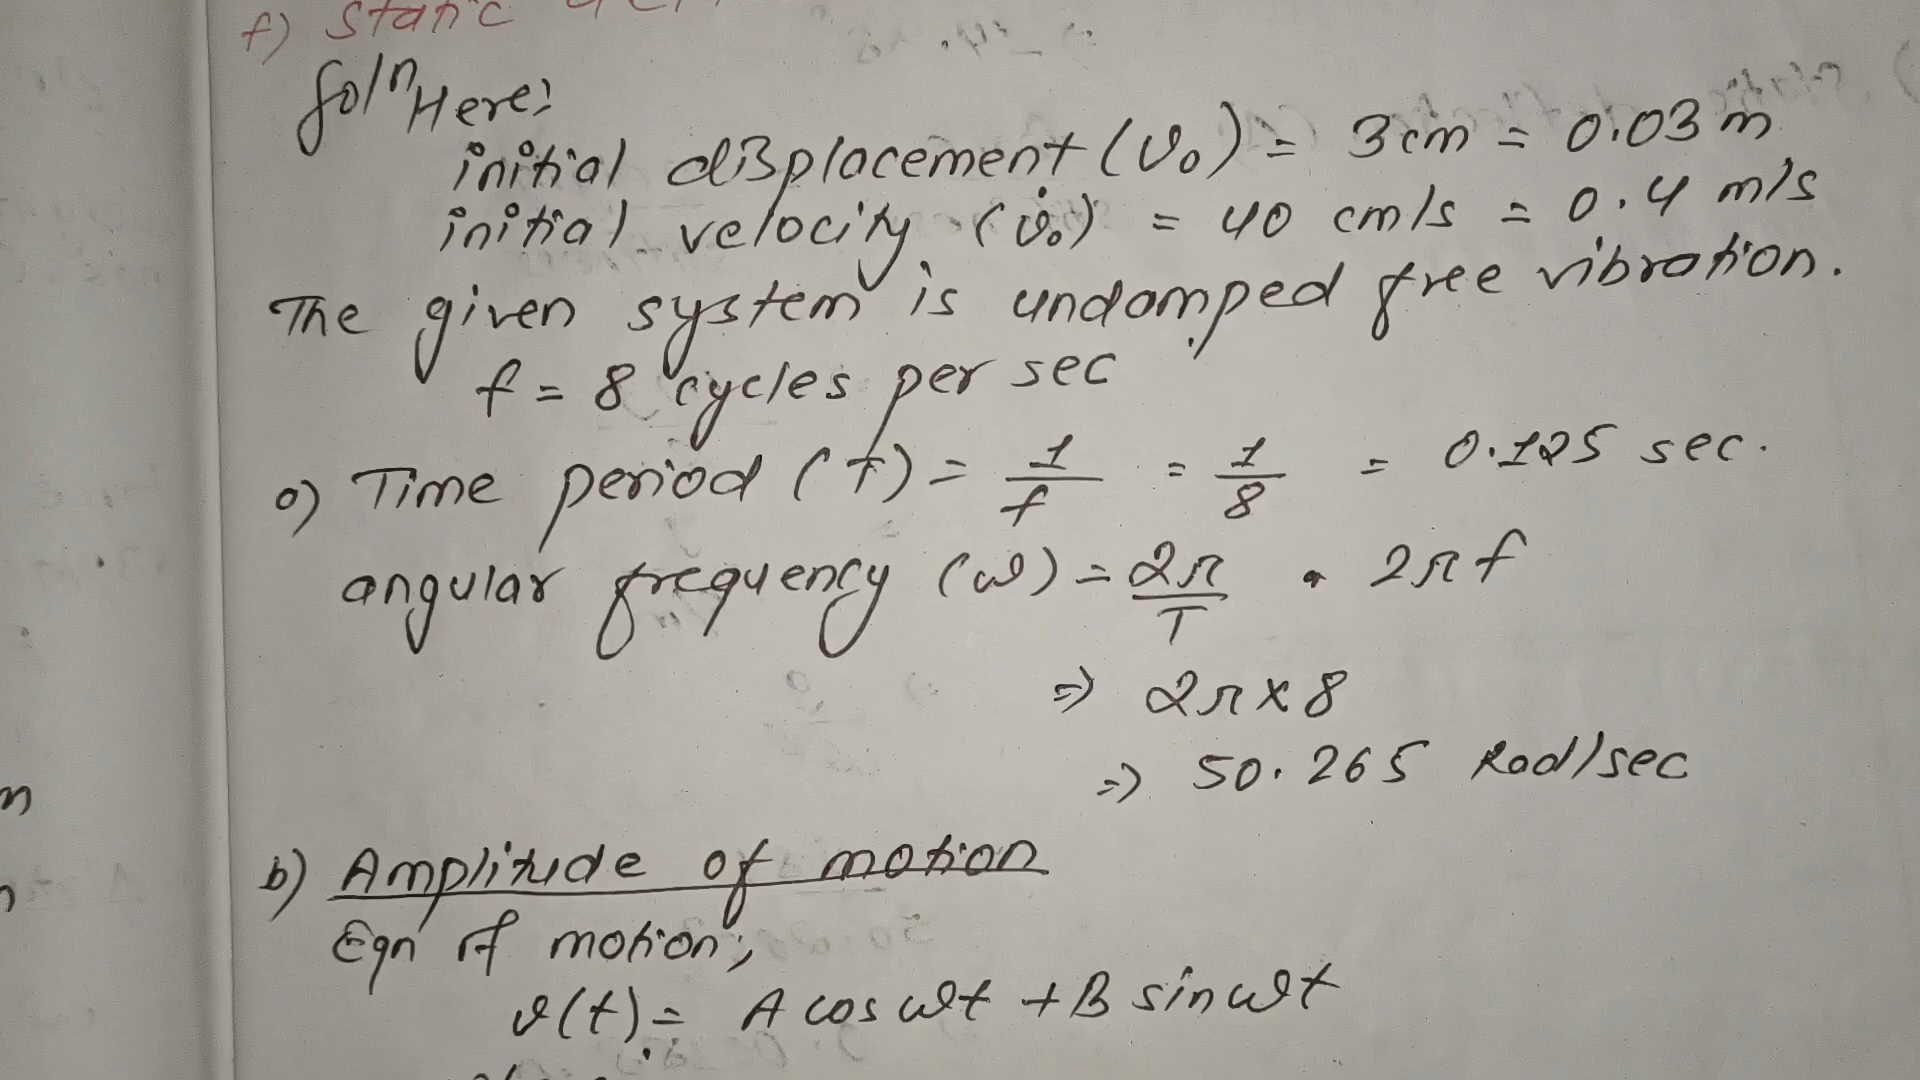 f) Static
Solⁿ Here:
initial displacement (v₀) = 3cm = 0.03 m
initial velocity (v̇₀) = 40 cm/s = 0.4 m/s
The given system is undamped free vibration.
f = 8 cycles per sec
a) Time period (t) = 1/f = 1/8 = 0.125 sec.
angular frequency (ω) = 2π/T = 2πf
⇒ 2π×8
⇒ 50.265 Rad/sec
b) Amplitude of motion
Eqn of motion;
v(t) = A cos ωt + B sin ωt